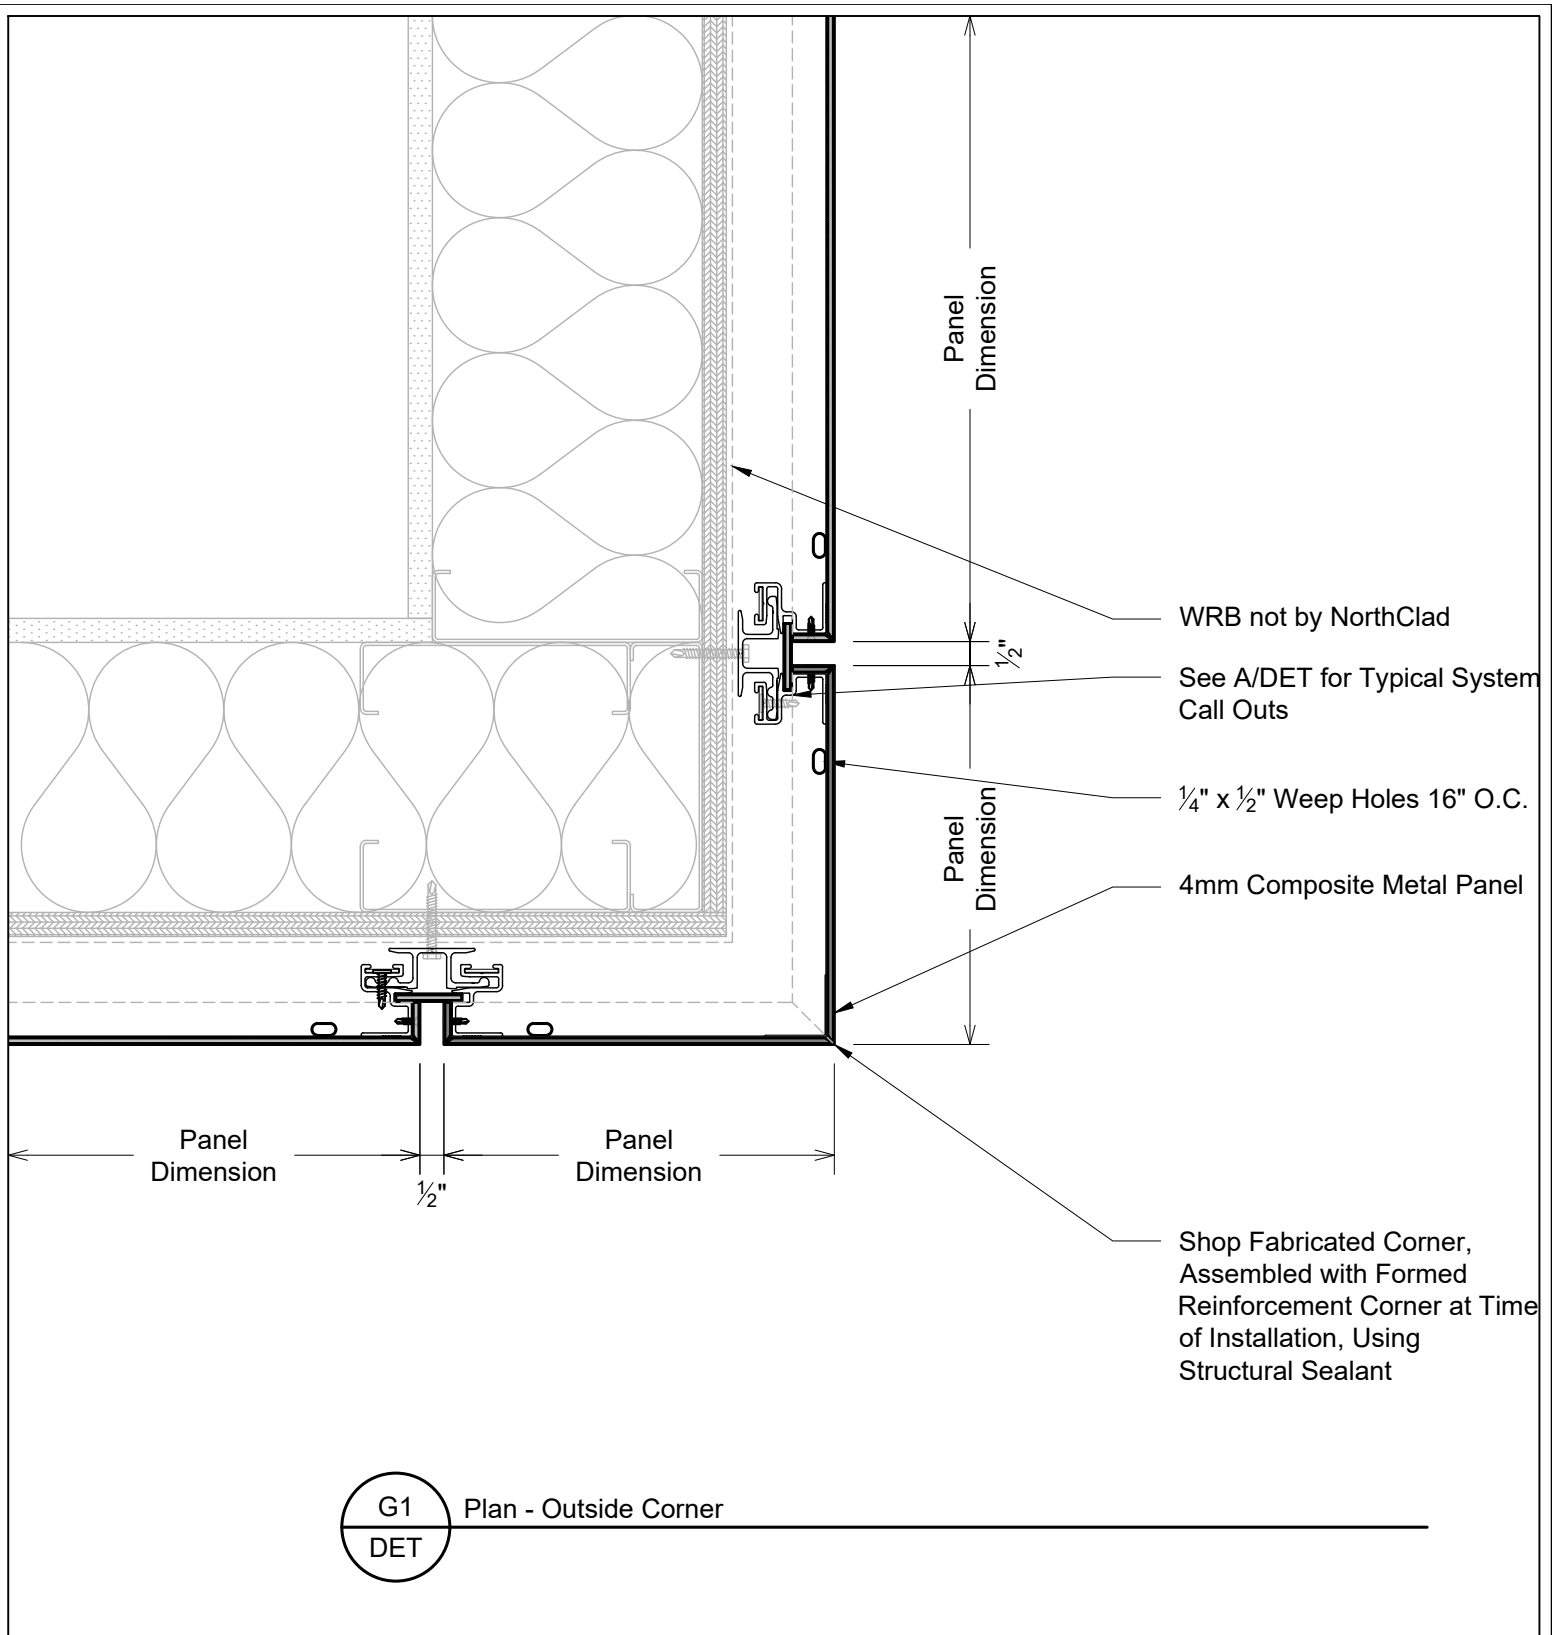 Panel
Dimension
½"
Panel
Dimension
WRB not by NorthClad
See A/DET for Typical System
Call Outs
¼" x ½" Weep Holes 16" O.C.
4mm Composite Metal Panel
Panel
Dimension
½"
Panel
Dimension
Shop Fabricated Corner,
Assembled with Formed
Reinforcement Corner at Time
of Installation, Using
Structural Sealant
G1
DET
Plan - Outside Corner